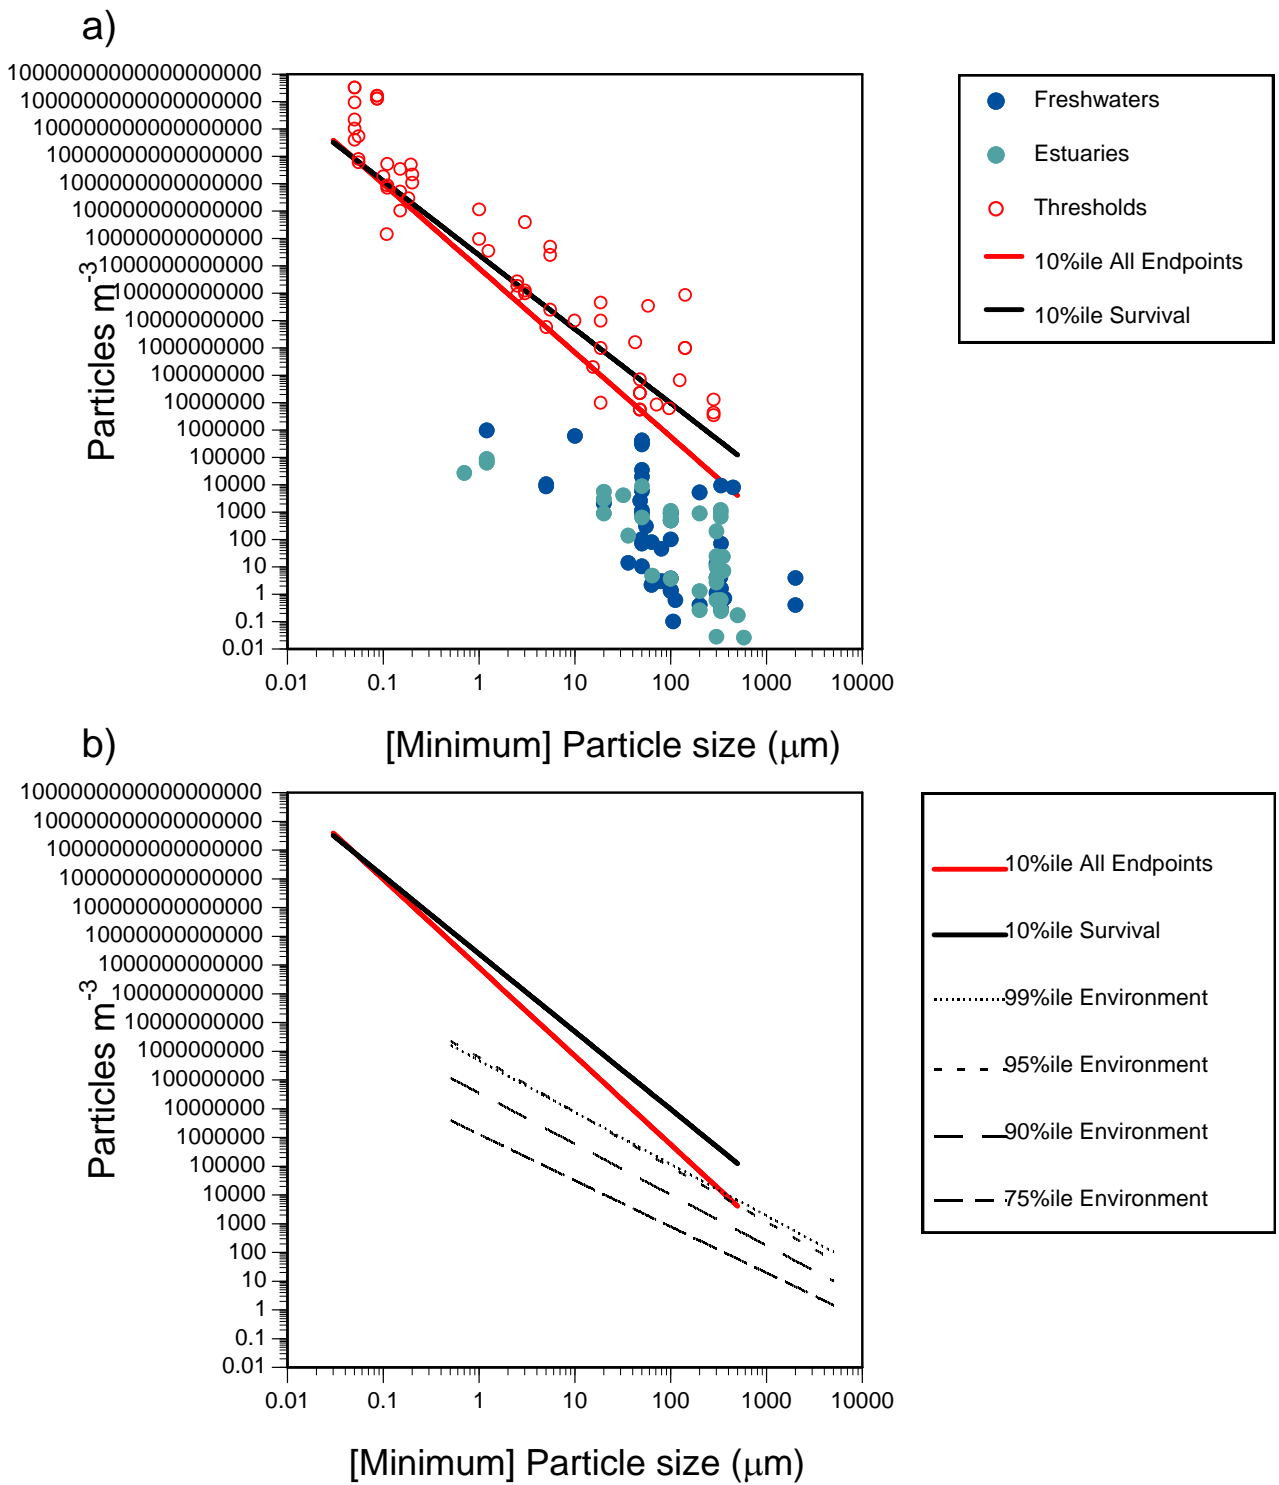 a)
10000000000000000000
1000000000000000000
100000000000000000
10000000000000000
1000000000000000
100000000000000
10000000000000
1000000000000
100000000000
10000000000
1000000000
100000000
10000000
1000000
100000
10000
1000
100
10
1
0.1
0.01
Particles m⁻³
0.01 0.1 1 10 100 1000 10000
[Minimum] Particle size (μm)
Freshwaters
Estuaries
Thresholds
10%ile All Endpoints
10%ile Survival
b)
1000000000000000000
100000000000000000
10000000000000000
1000000000000000
100000000000000
10000000000000
1000000000000
100000000000
10000000000
1000000000
100000000
10000000
1000000
100000
10000
1000
100
10
1
0.1
0.01
Particles m⁻³
0.01 0.1 1 10 100 1000 10000
[Minimum] Particle size (μm)
10%ile All Endpoints
10%ile Survival
99%ile Environment
95%ile Environment
90%ile Environment
75%ile Environment